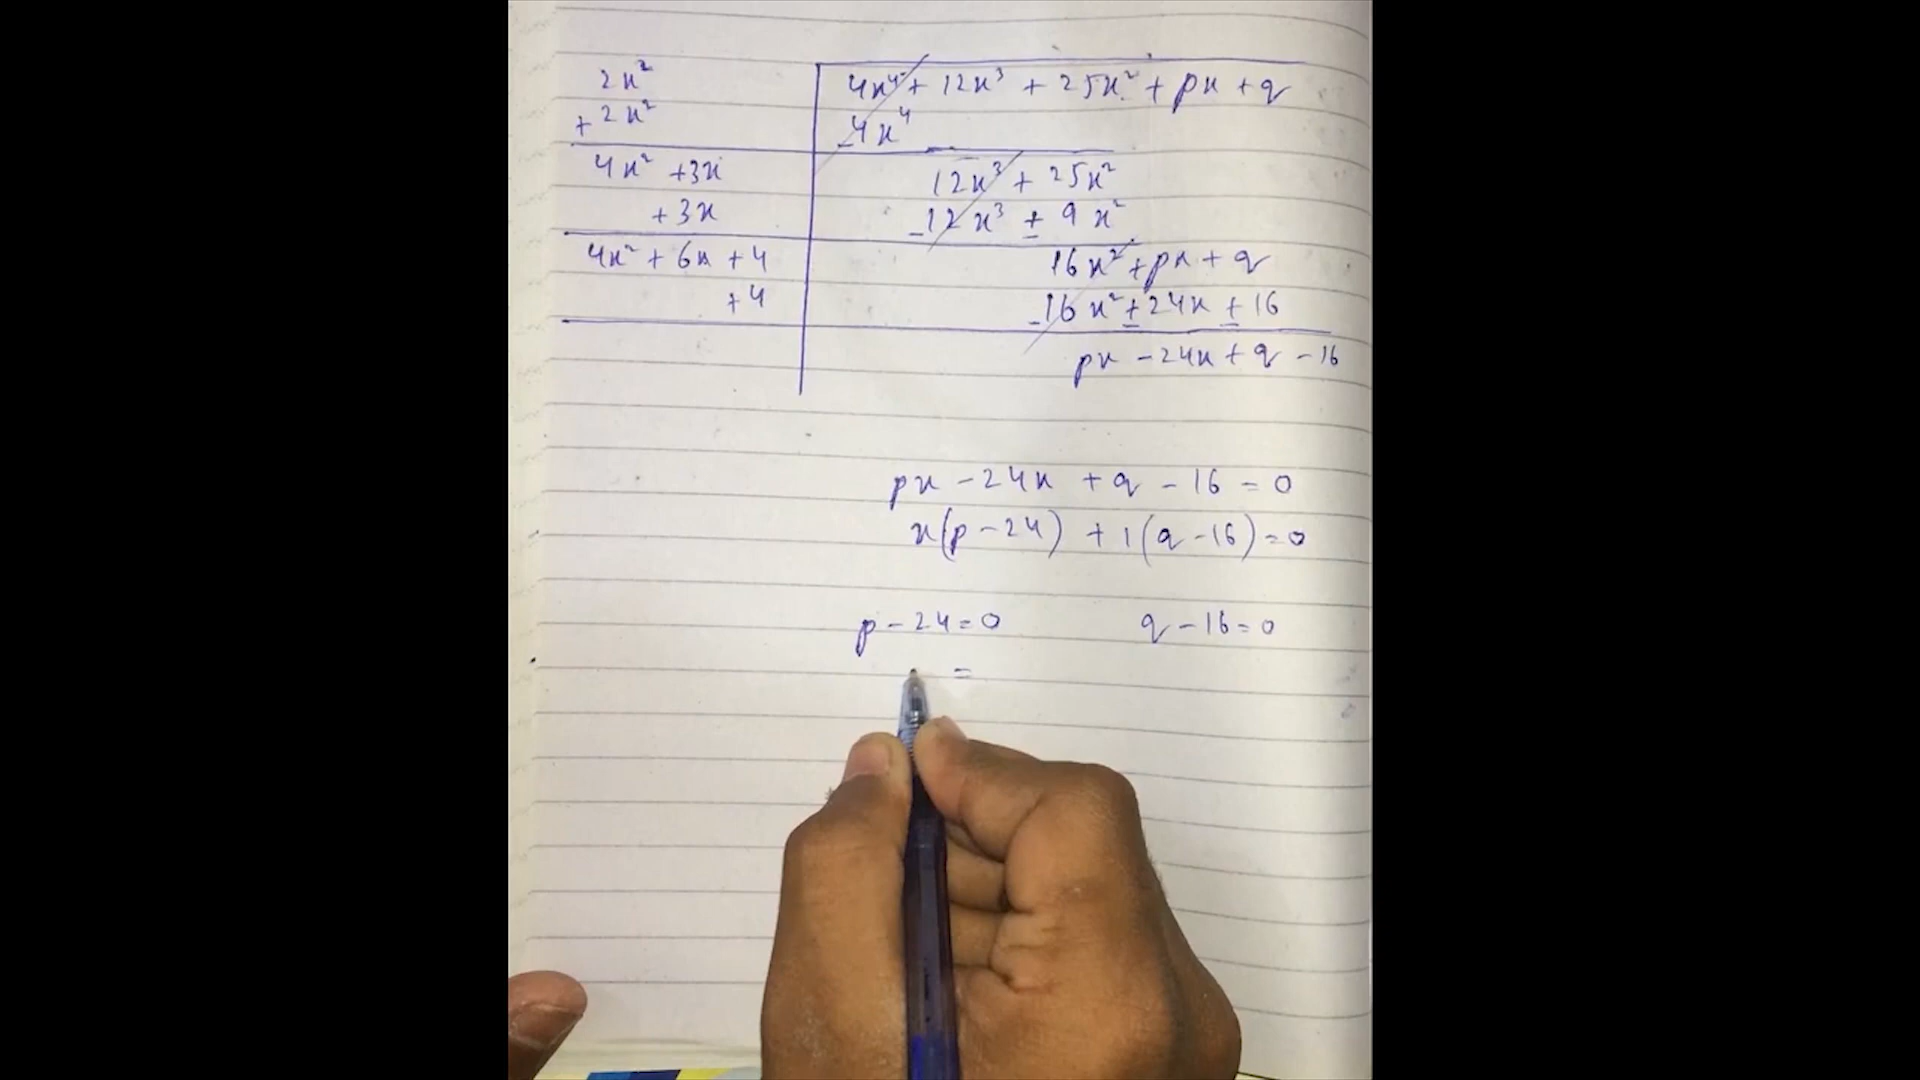 2x² 4x⁴ + 12x³ + 25x² + px + q
+ 2x² - 4x⁴
4x² + 3x 12x³ + 25x²
+ 3x - 12x³ ± 9x²
4x² + 6x + 4 16x² + px + q
+ 4 - 16x² ± 24x ± 16
px - 24x + q - 16
px - 24x + q - 16 = 0
x(p - 24) + 1(q - 16) = 0
p - 24 = 0 q - 16 = 0
=